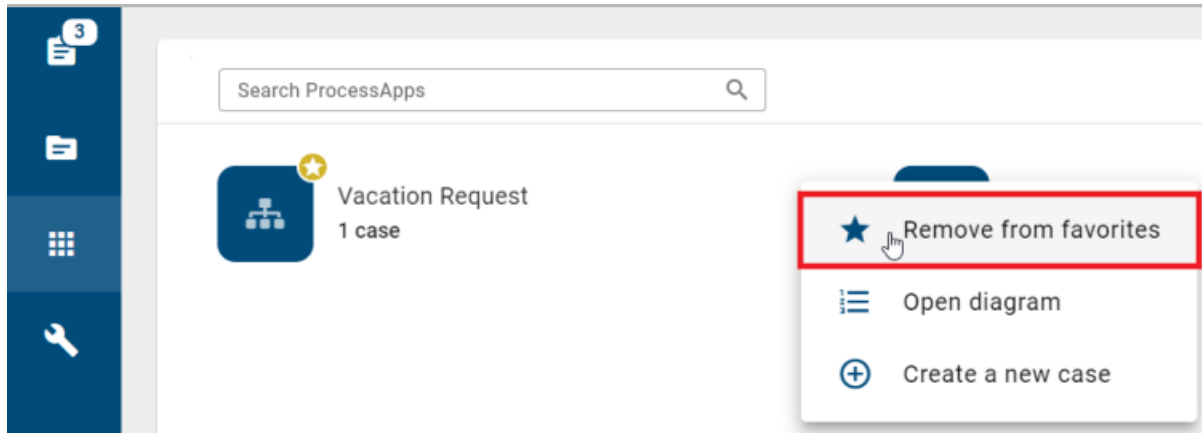 3
Search ProcessApps
Vacation Request
1 case
Remove from favorites
Open diagram
Create a new case